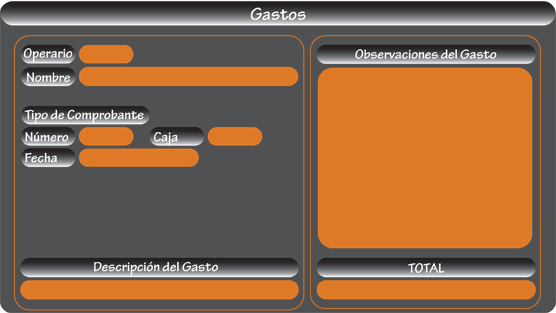 Gastos
Operario
Nombre
Tipo de Comprobante
Número
Caja
Fecha
Descripción del Gasto
Observaciones del Gasto
TOTAL